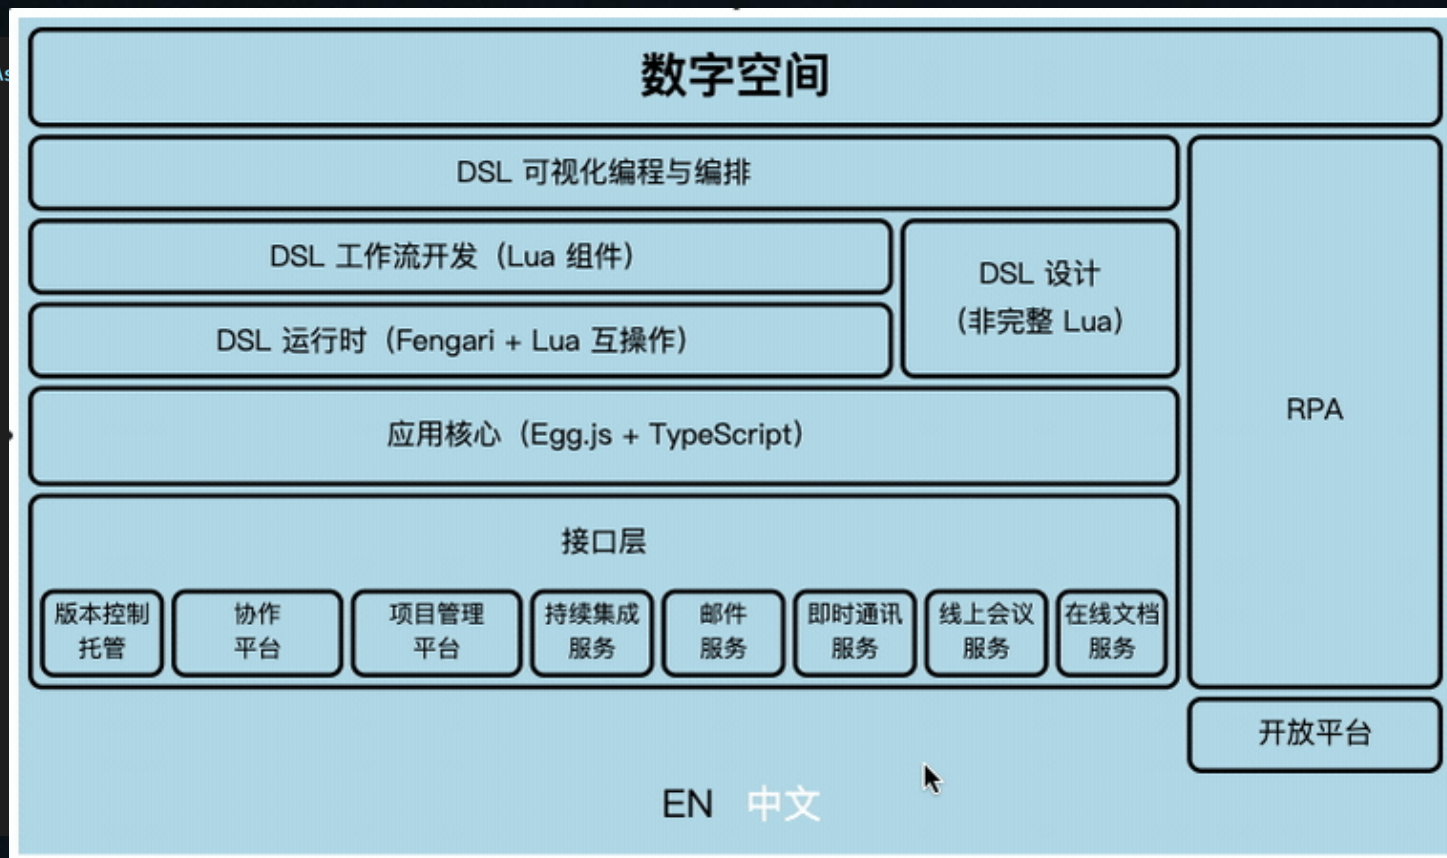 数字空间
DSL 可视化编程与编排
DSL 工作流开发（Lua 组件）
DSL 设计
（非完整 Lua）
DSL 运行时（Fengari + Lua 互操作）
RPA
应用核心（Egg.js + TypeScript）
接口层
版本控制
托管
协作
平台
项目管理
平台
持续集成
服务
邮件
服务
即时通讯
服务
线上会议
服务
在线文档
服务
开放平台
EN 中文